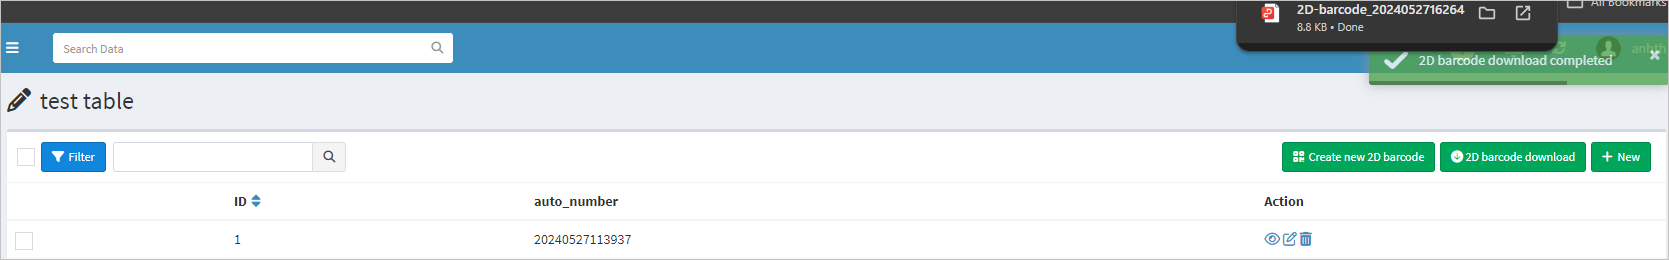 2D-barcode_2024052716264
8.8 KB • Done
All Bookmarks
Search Data
anhth
2D barcode download completed
test table
Filter
Create new 2D barcode
2D barcode download
New
ID
auto_number
Action
1
20240527113937